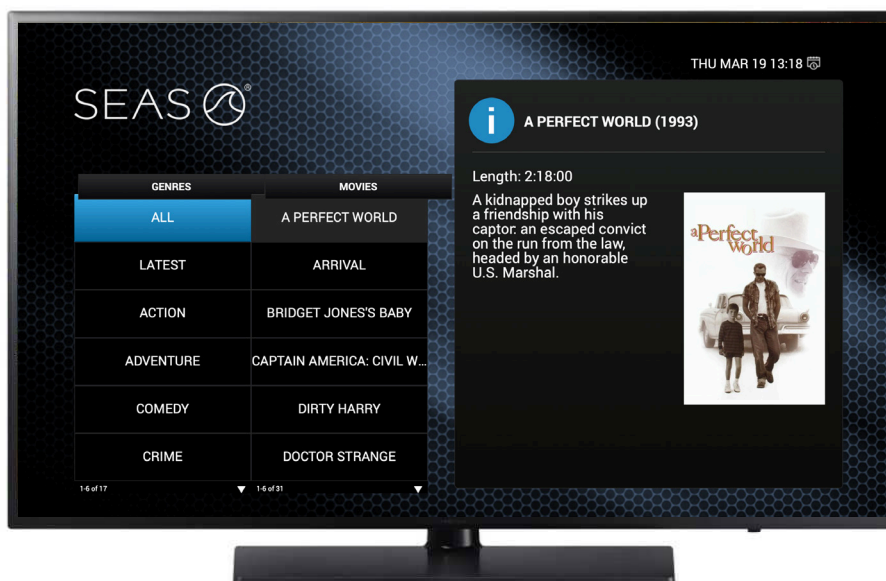 THU MAR 19 13:18
SEAS
®
A PERFECT WORLD (1993)
GENRES
MOVIES
ALL
A PERFECT WORLD
LATEST
ARRIVAL
ACTION
BRIDGET JONES'S BABY
ADVENTURE
CAPTAIN AMERICA: CIVIL W...
COMEDY
DIRTY HARRY
CRIME
DOCTOR STRANGE
1-6 of 17
1-6 of 31
Length: 2:18:00
A kidnapped boy strikes up
a friendship with his
captor: an escaped convict
on the run from the law,
headed by an honorable
U.S. Marshal.
a Perfect
World